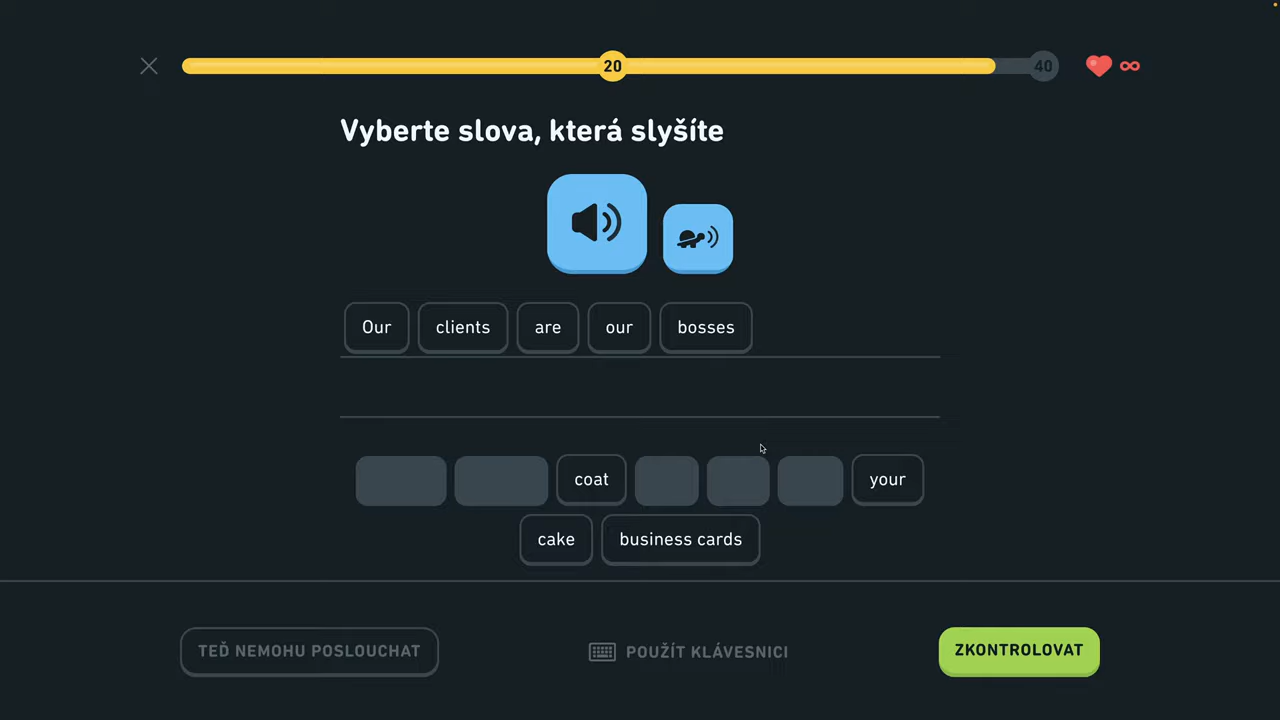 20
40
∞
Vyberte slova, která slyšíte
Our clients are our bosses
coat your
cake business cards
TEĎ NEMOHU POSLOUCHAT
POUŽÍT KLÁVESNICI
ZKONTROLOVAT